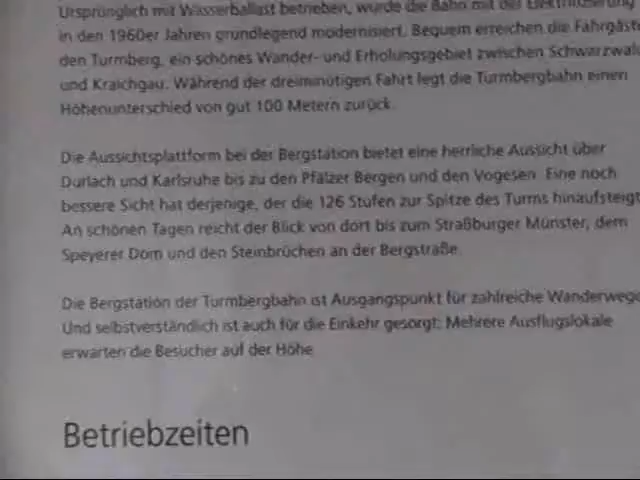 Ursprünglich mit Wasserballast betrieben, wurde die Bahn mit der Elektrifizierung
in den 1960er Jahren grundlegend modernisiert. Bequem erreichen die Fahrgäste
den Turmberg, ein schönes Wander- und Erholungsgebiet zwischen Schwarzwald
und Kraichgau. Während der dreiminütigen Fahrt legt die Turmbergbahn einen
Höhenunterschied von gut 100 Metern zurück.
Die Aussichtsplattform bei der Bergstation bietet eine herrliche Aussicht über
Durlach und Karlsruhe bis zu den Pfälzer Bergen und den Vogesen. Eine noch
bessere Sicht hat derjenige, der die 126 Stufen zur Spitze des Turms hinaufsteigt.
An schönen Tagen reicht der Blick von dort bis zum Straßburger Münster, dem
Speyerer Dom und den Steinbrüchen an der Bergstraße.
Die Bergstation der Turmbergbahn ist Ausgangspunkt für zahlreiche Wanderwege.
Und selbstverständlich ist auch für die Einkehr gesorgt: Mehrere Ausflugslokale
erwarten die Besucher auf der Höhe.
Betriebzeiten